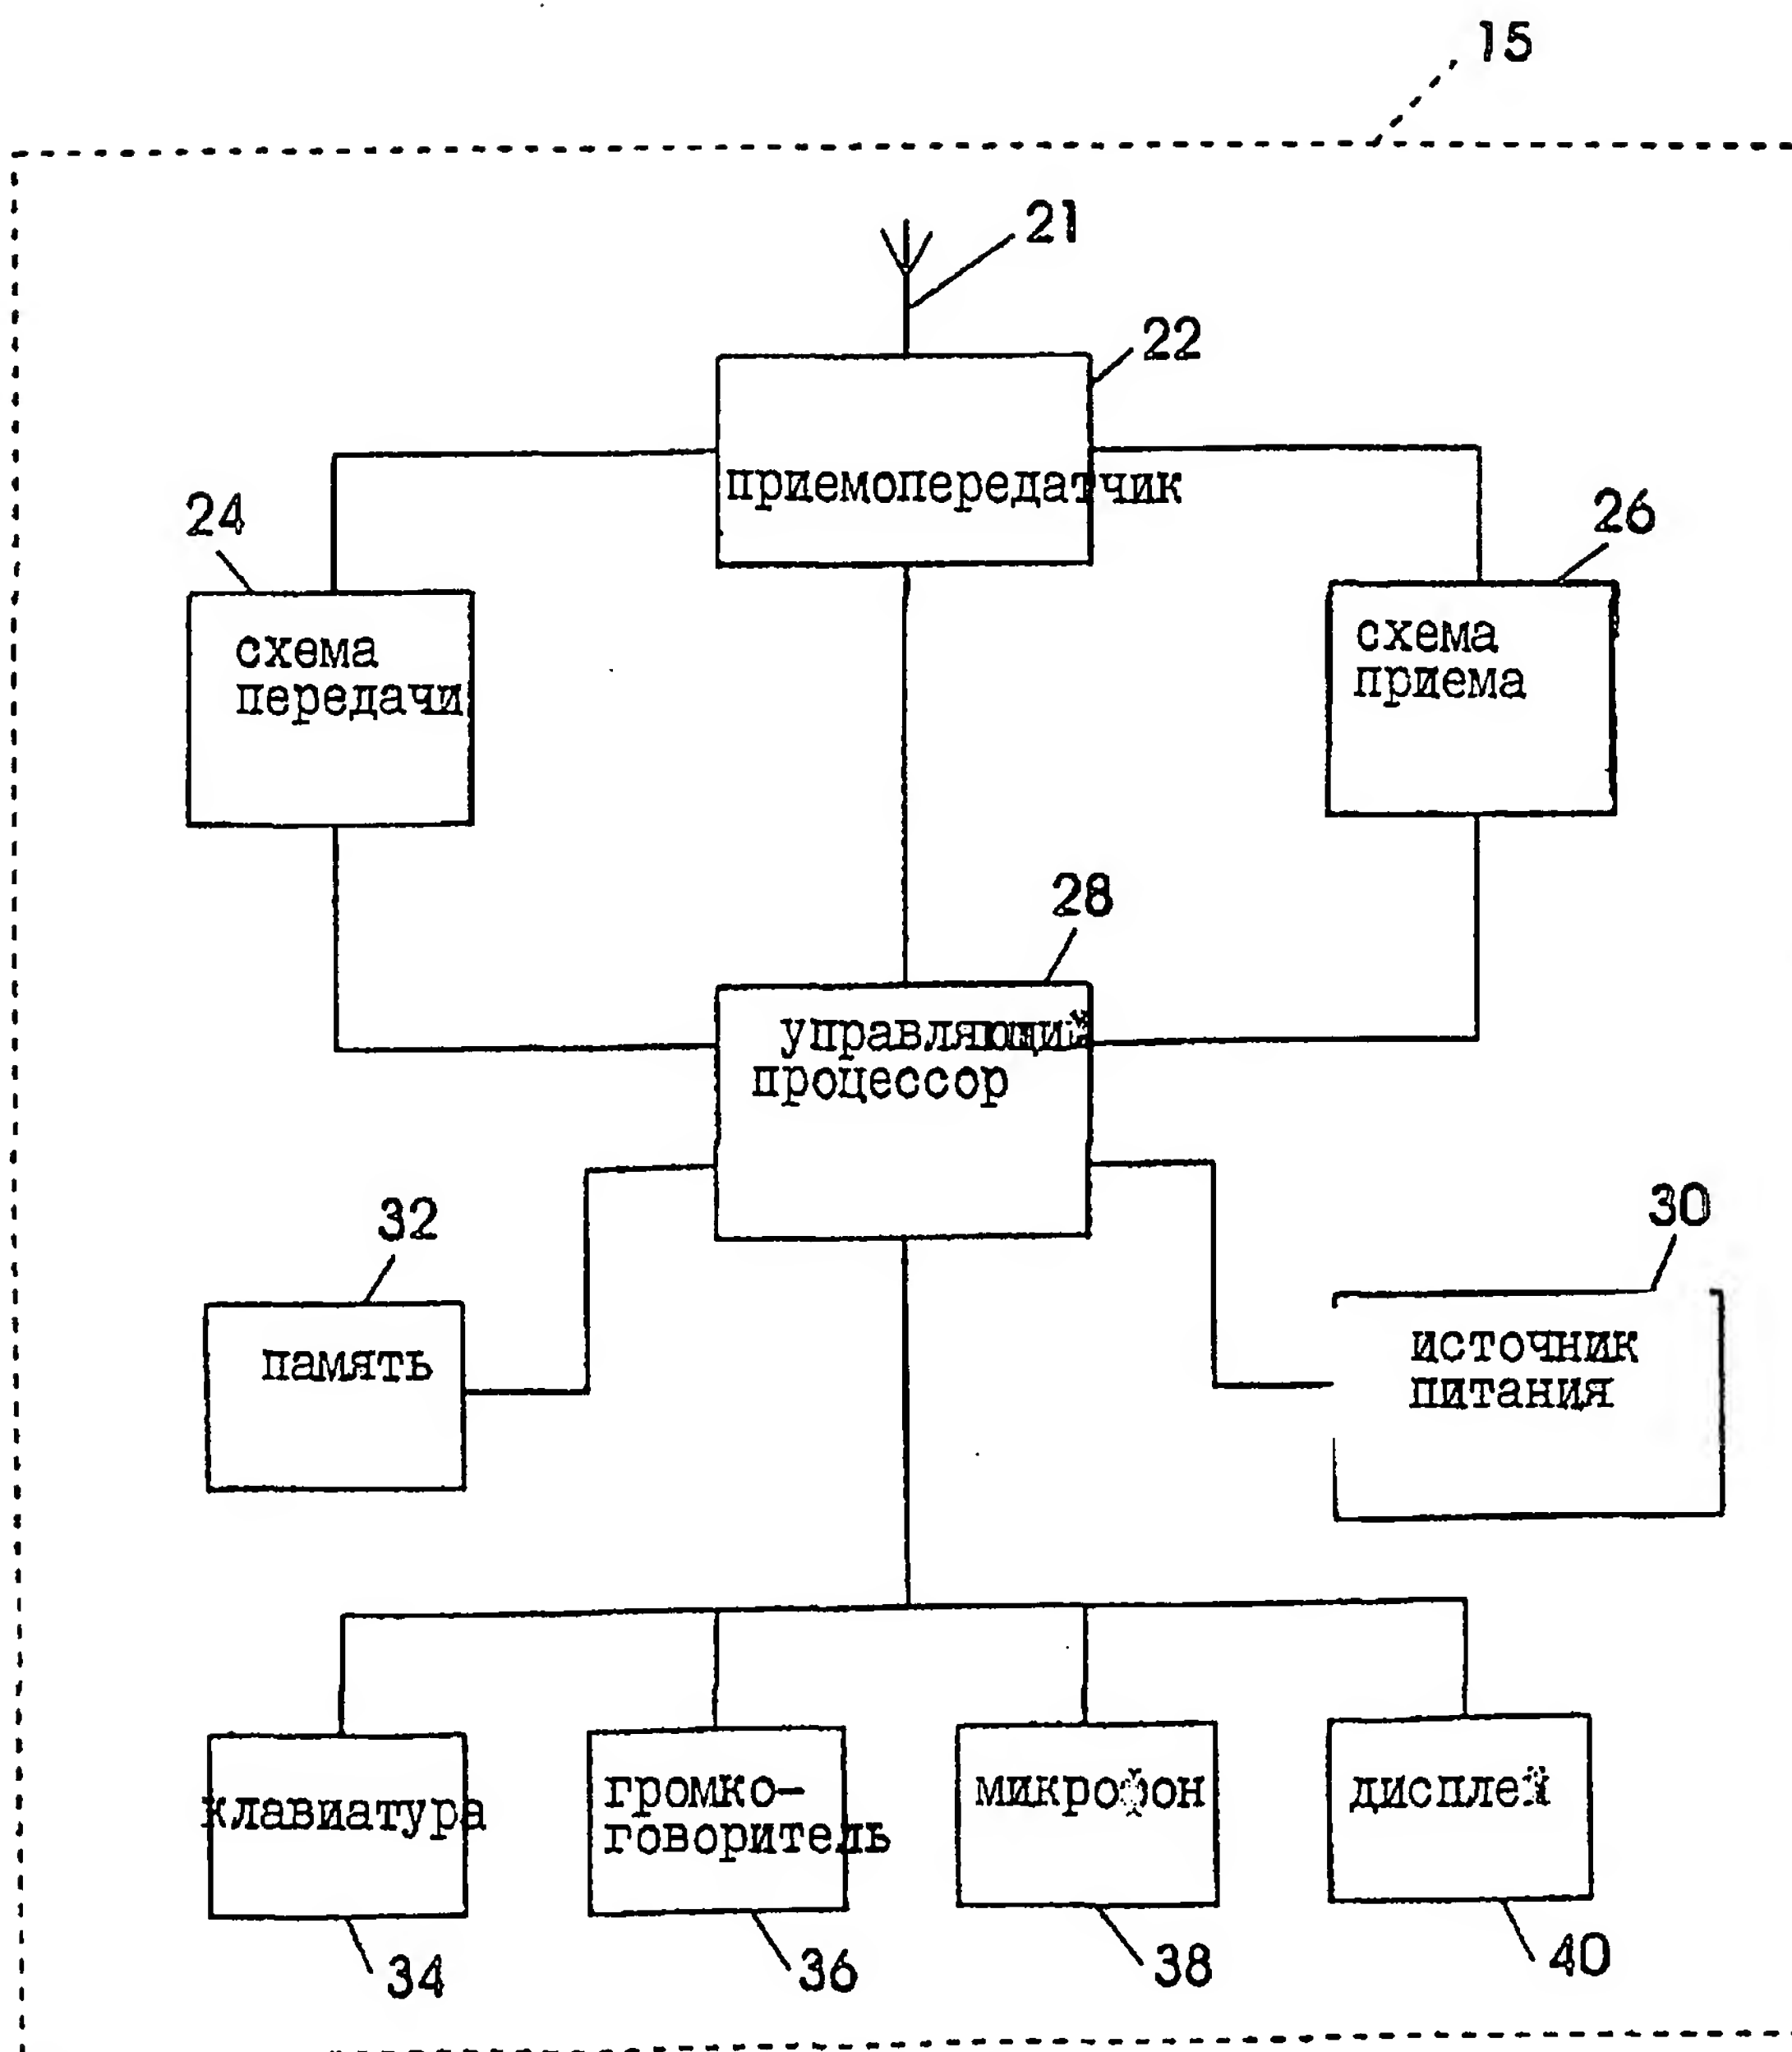 15
21
22
приемопередатчик
24
26
схема
передачи
схема
приема
28
управляющий
процессор
32
30
память
источник
питания
клавиатура
громко-
говоритель
микрофон
дисплей
34
36
38
40